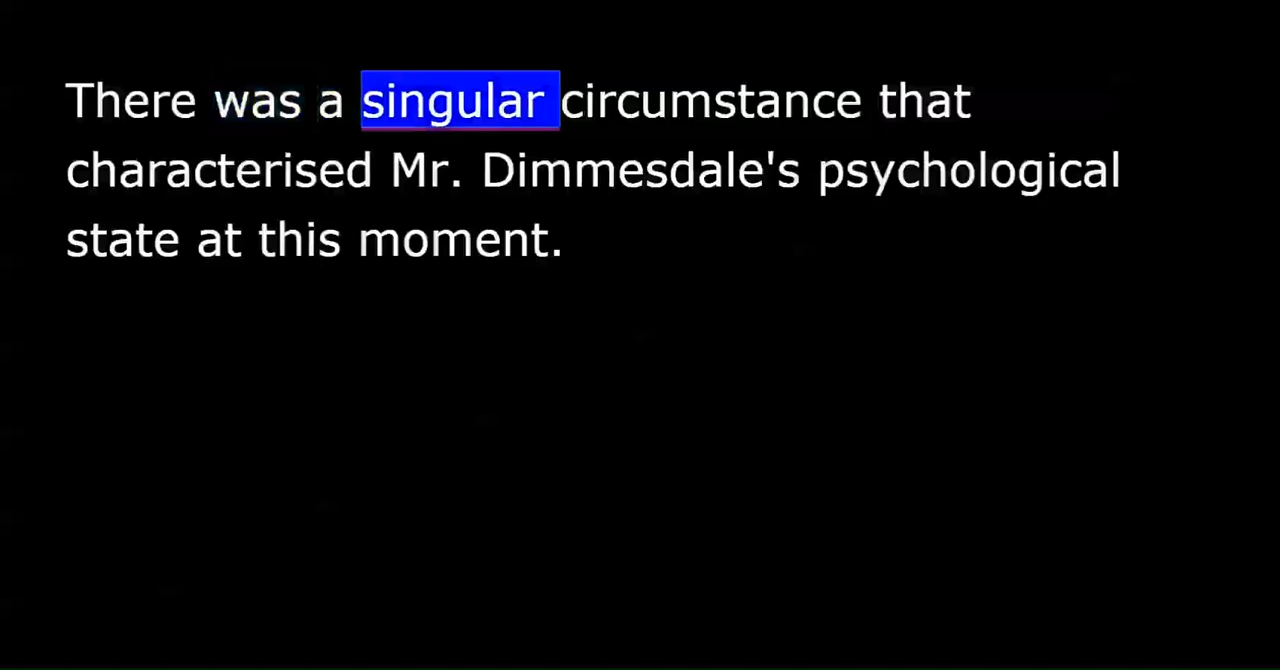 There was a singular circumstance that
characterised Mr. Dimmesdale's psychological
state at this moment.